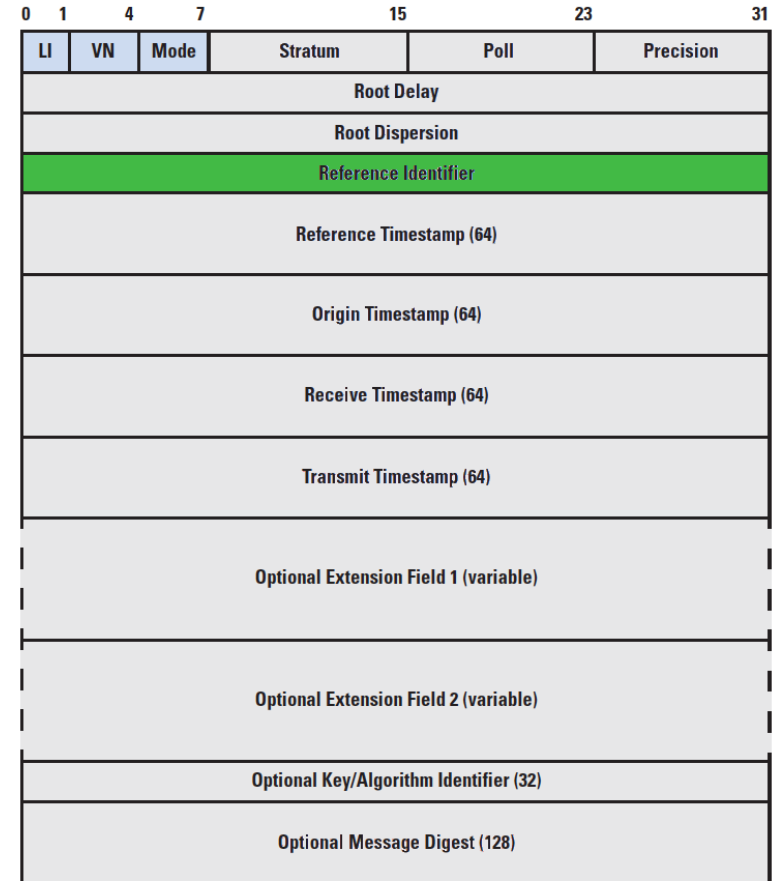 0 1 4 7 15 23 31
LI VN Mode Stratum Poll Precision
Root Delay
Root Dispersion
Reference Identifier
Reference Timestamp (64)
Origin Timestamp (64)
Receive Timestamp (64)
Transmit Timestamp (64)
Optional Extension Field 1 (variable)
Optional Extension Field 2 (variable)
Optional Key/Algorithm Identifier (32)
Optional Message Digest (128)